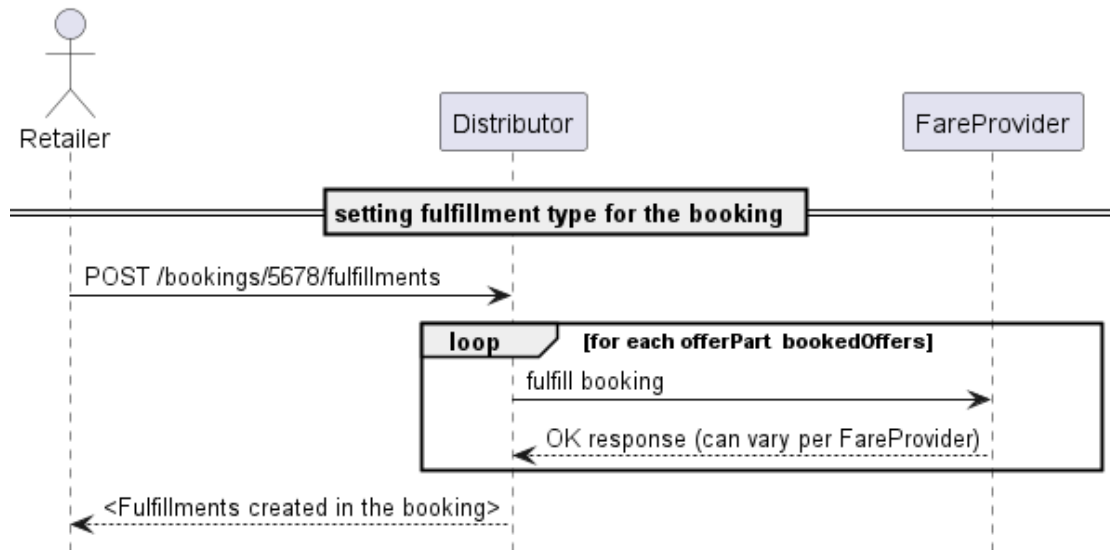 Retailer
Distributor
FareProvider
setting fulfillment type for the booking
POST /bookings/5678/fulfillments
loop
[for each offerPart bookedOffers]
fulfill booking
OK response (can vary per FareProvider)
<Fulfillments created in the booking>